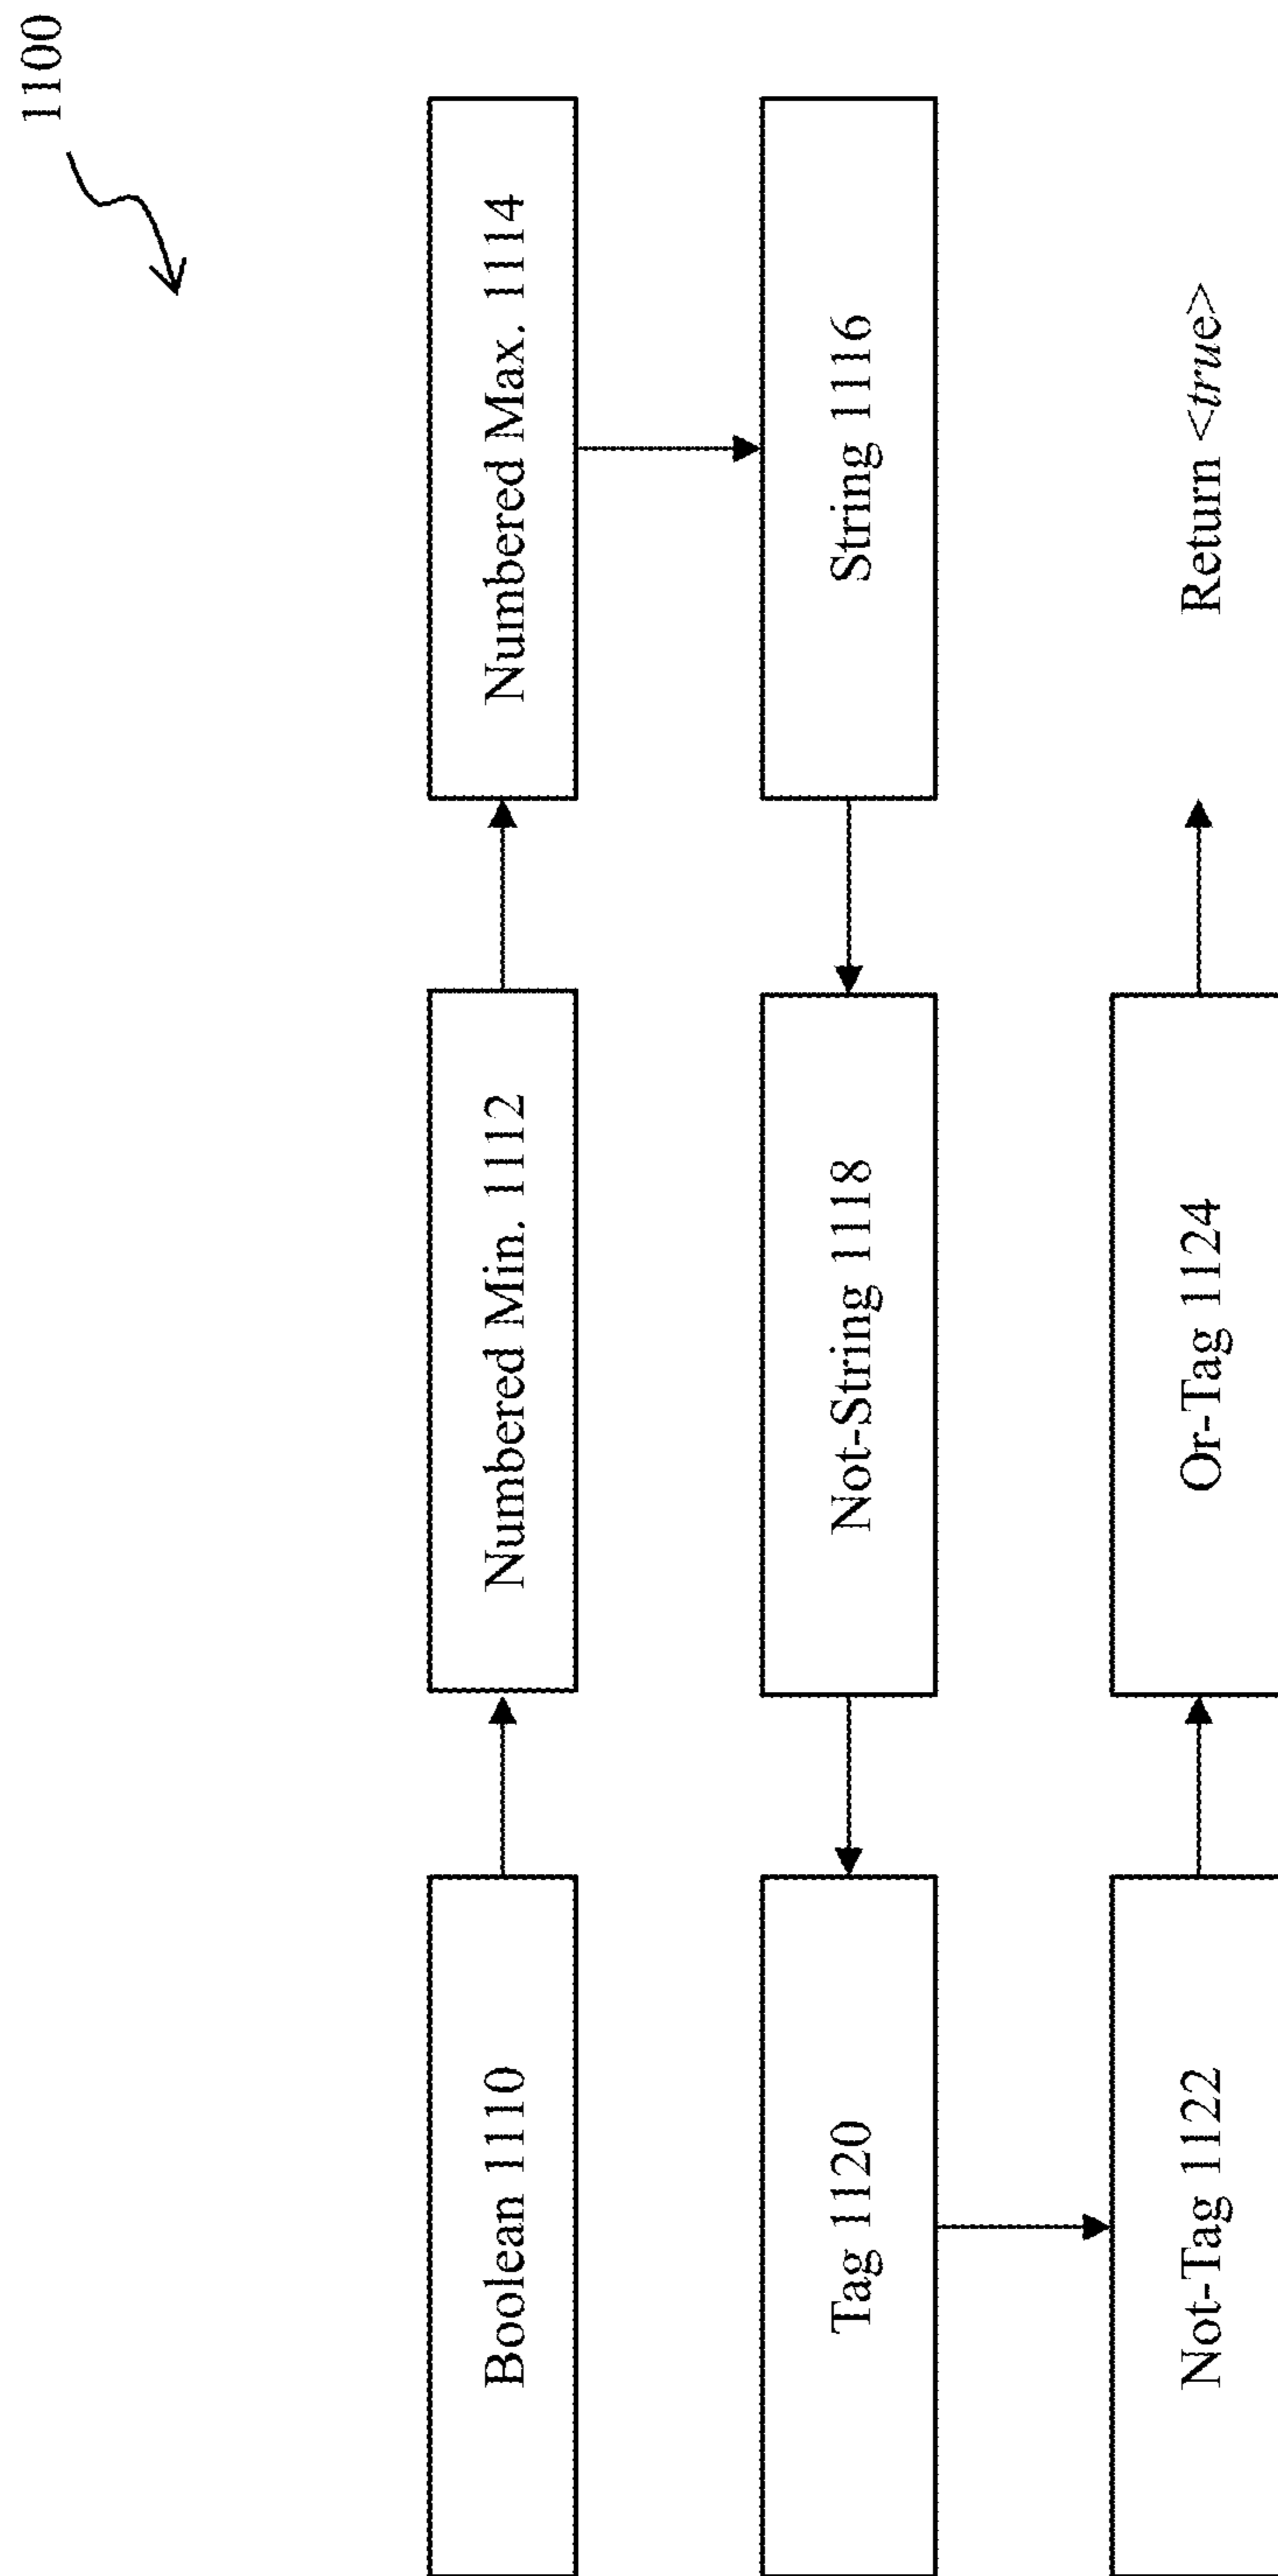 1100
Boolean 1110
Numbered Min. 1112
Numbered Max. 1114
String 1116
Not-String 1118
Tag 1120
Not-Tag 1122
Or-Tag 1124
Return <true>